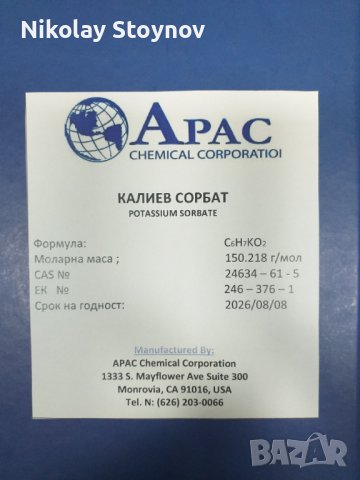 Nikolay Stoynov
APAC
CHEMICAL CORPORATIOI
КАЛИЕВ СОРБАТ
POTASSIUM SORBATE
Формула: C₆H₇KO₂
Моларна маса ; 150.218 г/мол
CAS № 24634 – 61 - 5
ЕК № 246 –376 – 1
Срок на годност: 2026/08/08
Manufactured By:
APAC Chemical Corporation
1333 S. Mayflower Ave Suite 300
Monrovia, CA 91016, USA
Tel. N: (626) 203-0066
BAZAR